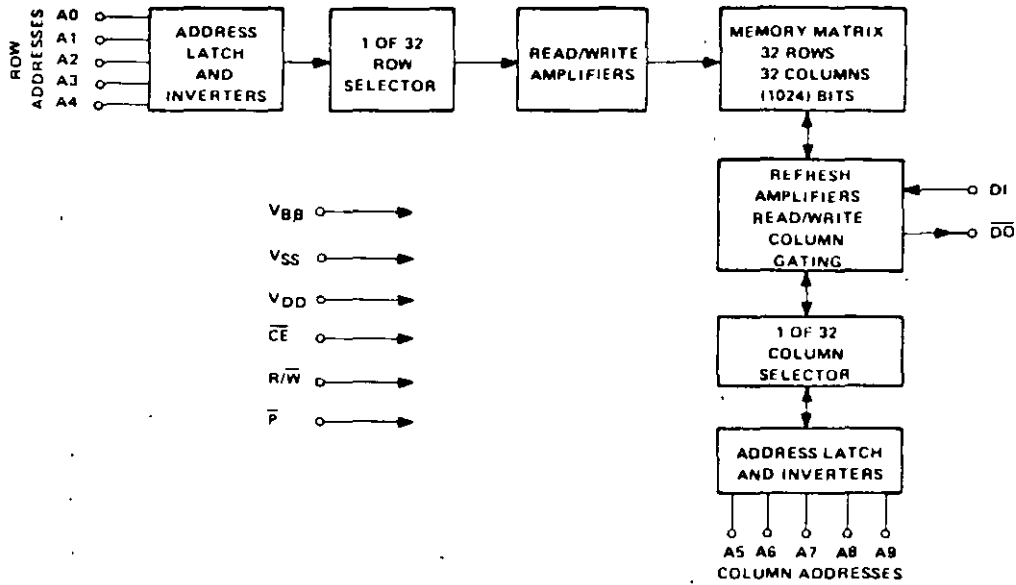 ROW
ADDRESSES
A0
A1
A2
A3
A4
ADDRESS
LATCH
AND
INVERTERS
1 OF 32
ROW
SELECTOR
READ/WRITE
AMPLIFIERS
MEMORY MATRIX
32 ROWS
32 COLUMNS
(1024) BITS
REFRESH
AMPLIFIERS
READ/WRITE
COLUMN
GATING
DI
D̅O̅
VBB
VSS
VDD
C̅E̅
R/W̅
P̅
1 OF 32
COLUMN
SELECTOR
ADDRESS LATCH
AND INVERTERS
A5 A6 A7 A8 A9
COLUMN ADDRESSES